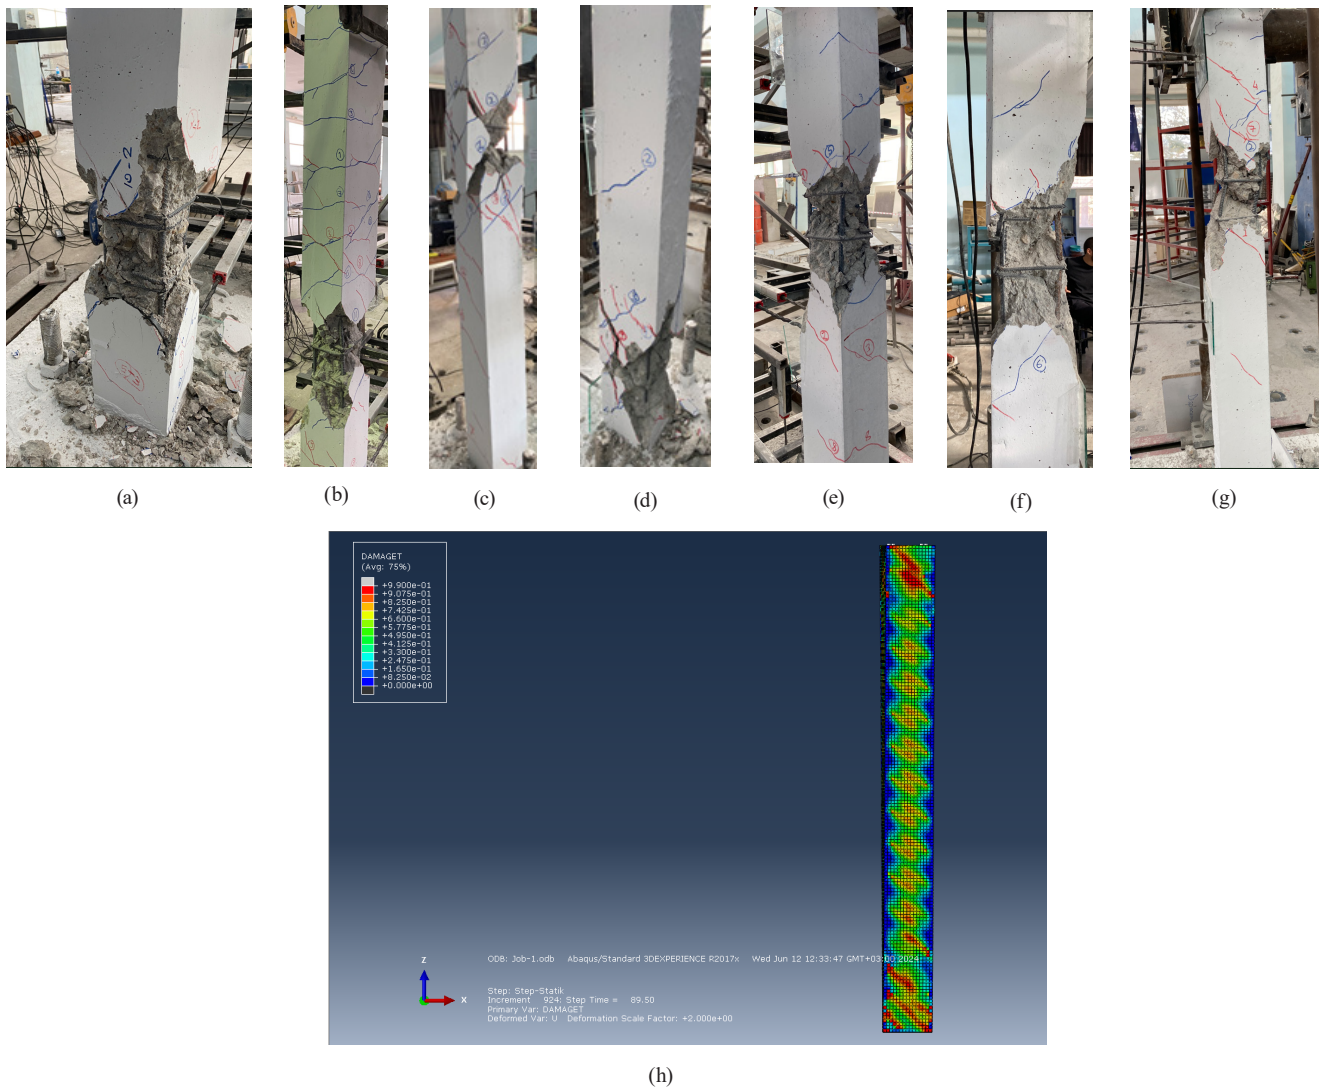 10-2
(a)
(b)
(c)
(d)
(e)
(f)
(g)
DAMAGET
(Avg: 75%)
+9.900e-01
+9.075e-01
+8.250e-01
+7.425e-01
+6.600e-01
+5.775e-01
+4.950e-01
+4.125e-01
+3.300e-01
+2.475e-01
+1.650e-01
+8.250e-02
+0.000e+00
Z
X
ODB: Job-1.odb Abaqus/Standard 3DEXPERIENCE R2017x Wed Jun 12 12:33:47 GMT+03:00 2024
Step: Step-Statik
Increment 924: Step Time = 89.50
Primary Var: DAMAGET
Deformed Var: U Deformation Scale Factor: +2.000e+00
(h)